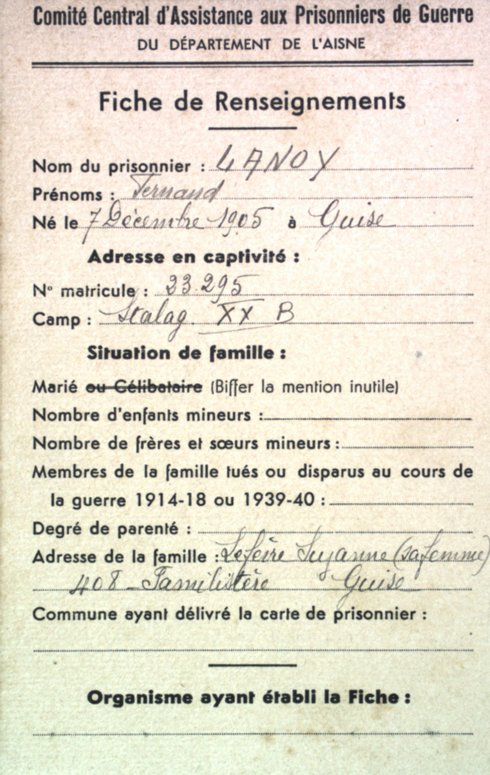 Comité Central d'Assistance aux Prisonniers de Guerre
DU DÉPARTEMENT DE L'AISNE
Fiche de Renseignements
Nom du prisonnier : LANOY
Prénoms : Fernand
Né le 7 Décembre 1905 à Guise
Adresse en captivité :
N° matricule : 33.295
Camp : Stalag XX B
Situation de famille :
Marié ou Célibataire (Biffer la mention inutile)
Nombre d'enfants mineurs :
Nombre de frères et sœurs mineurs :
Membres de la famille tués ou disparus au cours de
la guerre 1914-18 ou 1939-40 :
Degré de parenté :
Adresse de la famille : Suzanne (sa femme)
408 - Familistère Guise
Commune ayant délivré la carte de prisonnier :
Organisme ayant établi la Fiche :